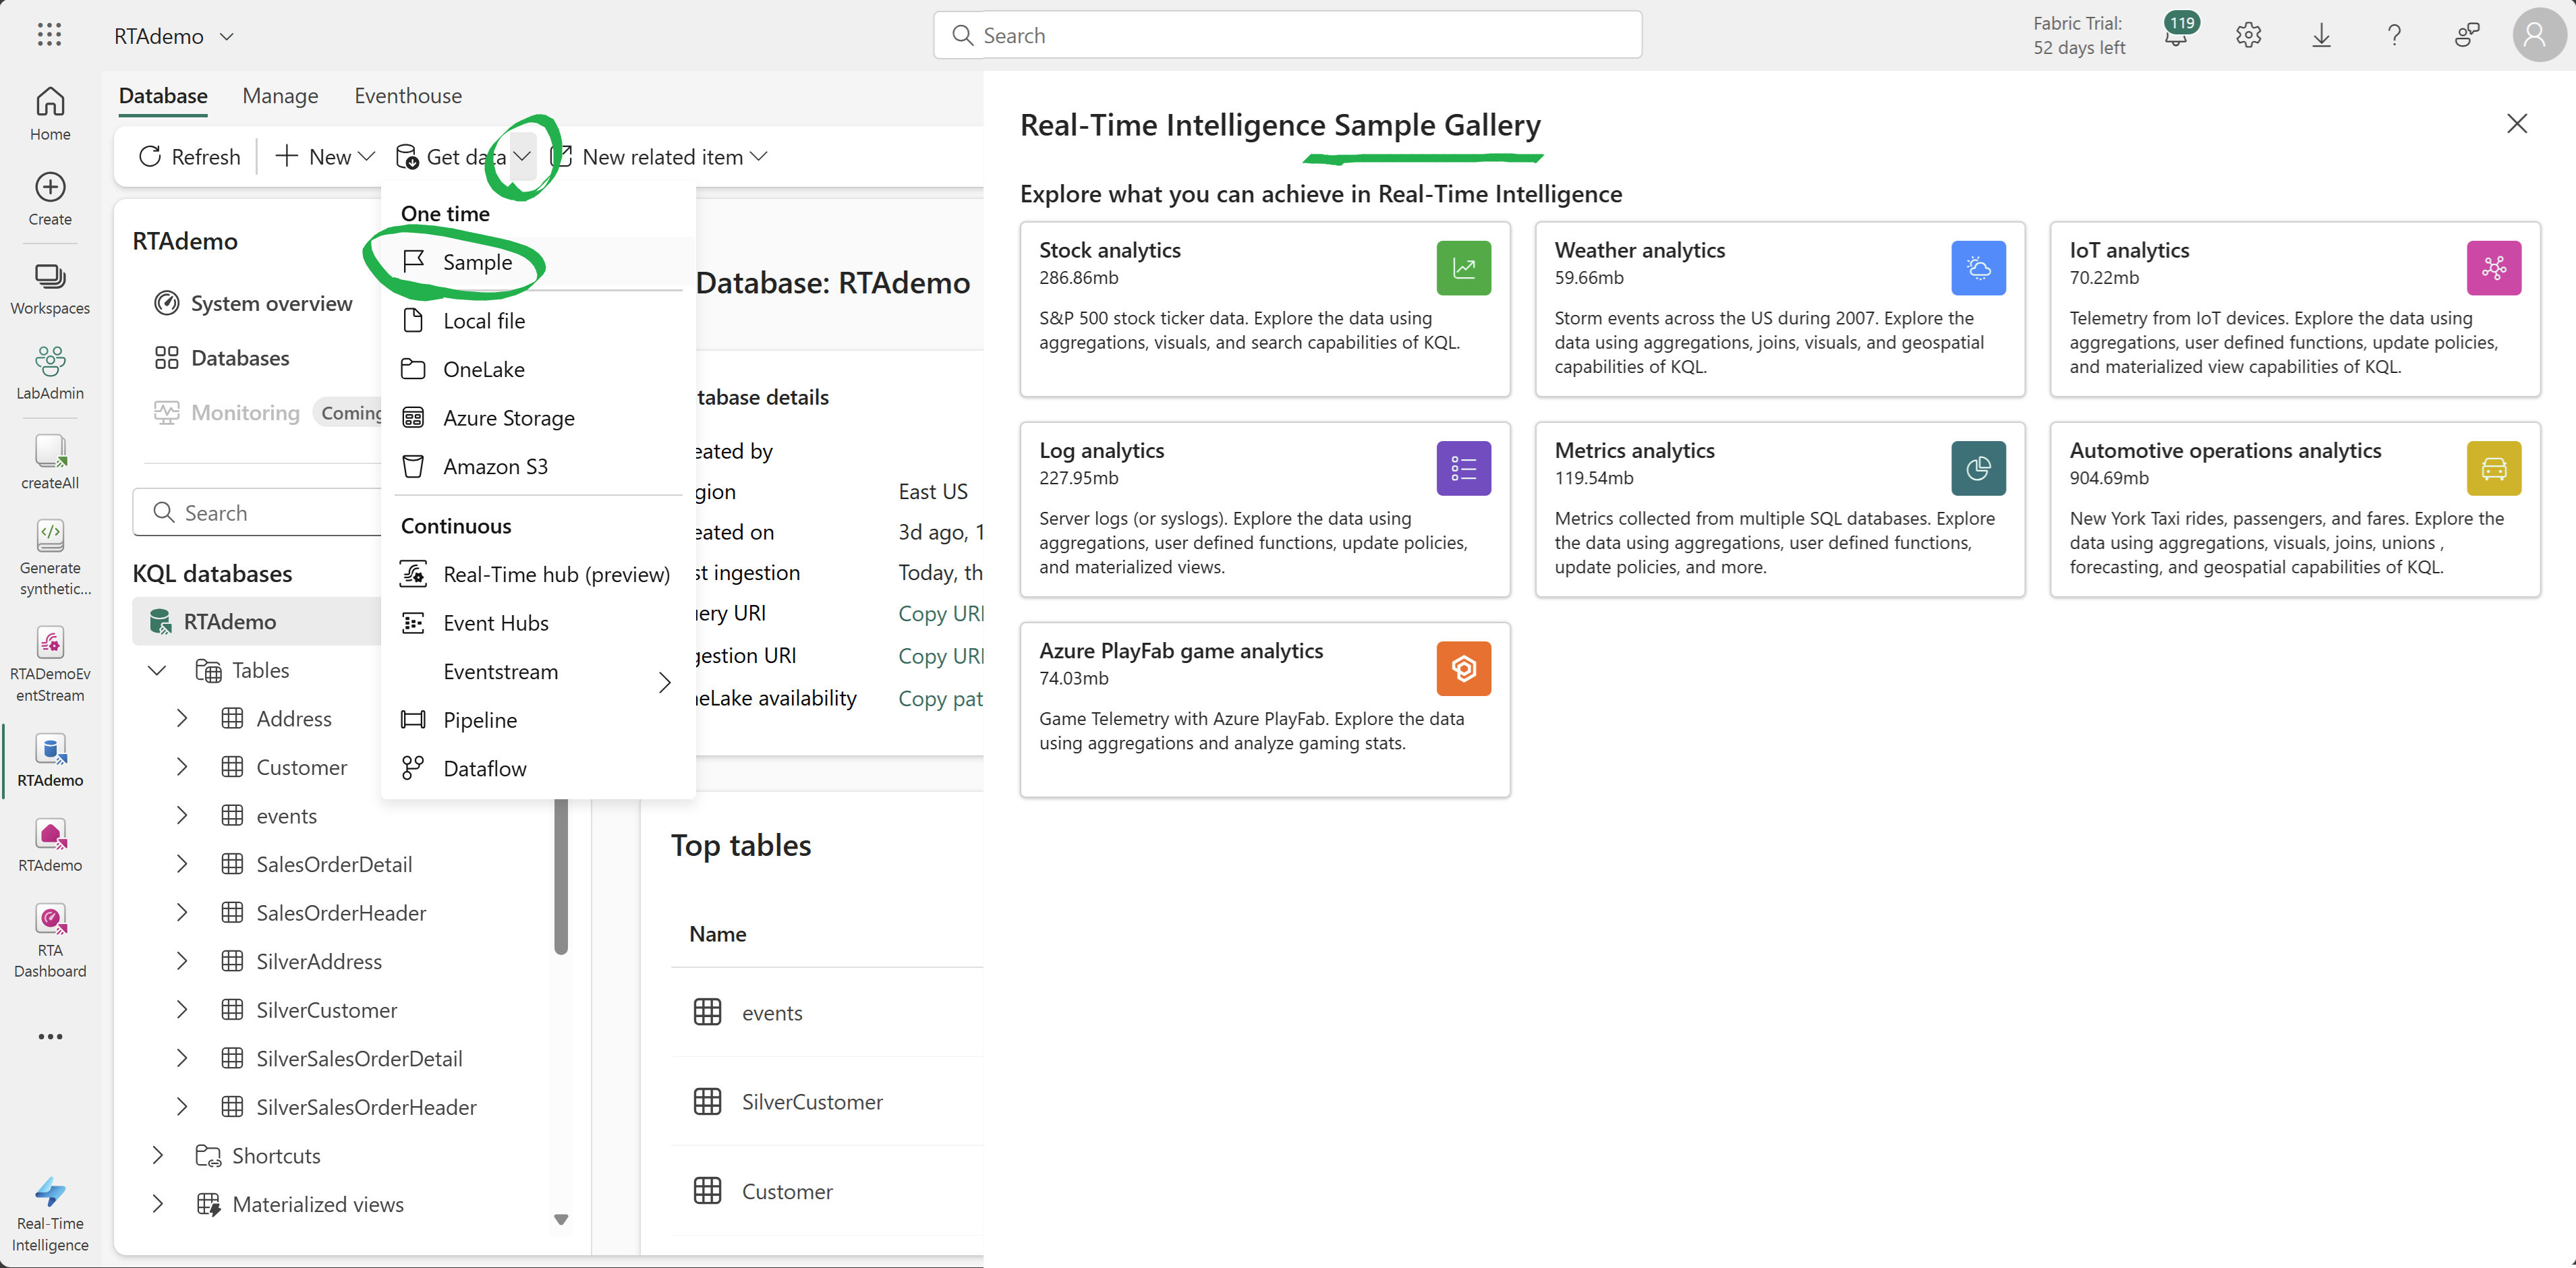 RTAdemo
Search
Fabric Trial:
52 days left
119
Home
Create
Workspaces
LabAdmin
createAll
Generate
synthetic...
RTADemoEv
entStream
RTAdemo
RTAdemo
RTA
Dashboard
Real-Time
Intelligence
Database
Manage
Eventhouse
Refresh
New
Get data
New related item
RTAdemo
System overview
Databases
Monitoring
Coming
Search
KQL databases
RTAdemo
Tables
Address
Customer
events
SalesOrderDetail
SalesOrderHeader
SilverAddress
SilverCustomer
SilverSalesOrderDetail
SilverSalesOrderHeader
Shortcuts
Materialized views
One time
Sample
Local file
OneLake
Azure Storage
Amazon S3
Continuous
Real-Time hub (preview)
Event Hubs
Eventstream
Pipeline
Dataflow
Database: RTAdemo
tabase details
eated by
gion
East US
eated on
3d ago, 1
st ingestion
Today, th
ery URI
Copy URI
gestion URI
Copy URI
neLake availability
Copy pat
Top tables
Name
events
SilverCustomer
Customer
Real-Time Intelligence Sample Gallery
Explore what you can achieve in Real-Time Intelligence
Stock analytics
286.86mb
S&P 500 stock ticker data. Explore the data using
aggregations, visuals, and search capabilities of KQL.
Weather analytics
59.66mb
Storm events across the US during 2007. Explore the
data using aggregations, joins, visuals, and geospatial
capabilities of KQL.
IoT analytics
70.22mb
Telemetry from IoT devices. Explore the data using
aggregations, user defined functions, update policies,
and materialized view capabilities of KQL.
Log analytics
227.95mb
Server logs (or syslogs). Explore the data using
aggregations, user defined functions, update policies,
and materialized views.
Metrics analytics
119.54mb
Metrics collected from multiple SQL databases. Explore
the data using aggregations, user defined functions,
update policies, and more.
Automotive operations analytics
904.69mb
New York Taxi rides, passengers, and fares. Explore the
data using aggregations, visuals, joins, unions ,
forecasting, and geospatial capabilities of KQL.
Azure PlayFab game analytics
74.03mb
Game Telemetry with Azure PlayFab. Explore the data
using aggregations and analyze gaming stats.